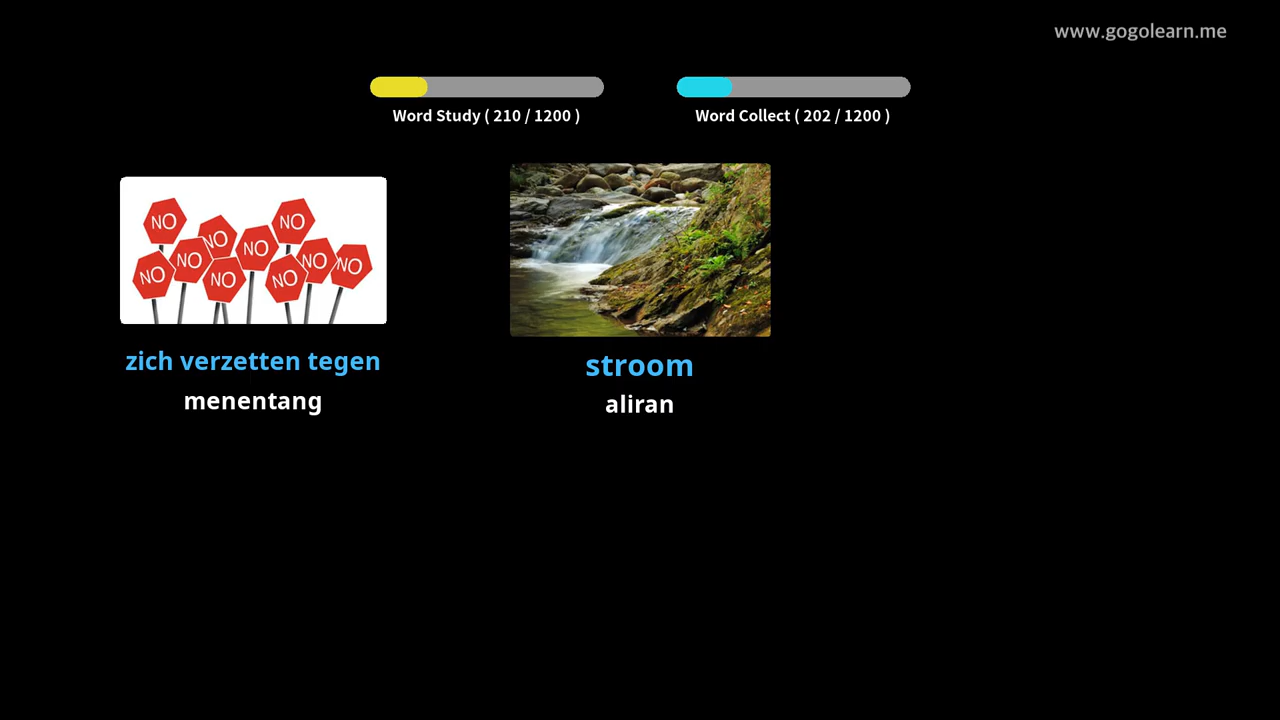 www.gogolearn.me
Word Study ( 210 / 1200 )
Word Collect ( 202 / 1200 )
NO
NO
NO
NO
NO
NO
NO
NO
NO
NO
zich verzetten tegen
menentang
stroom
aliran